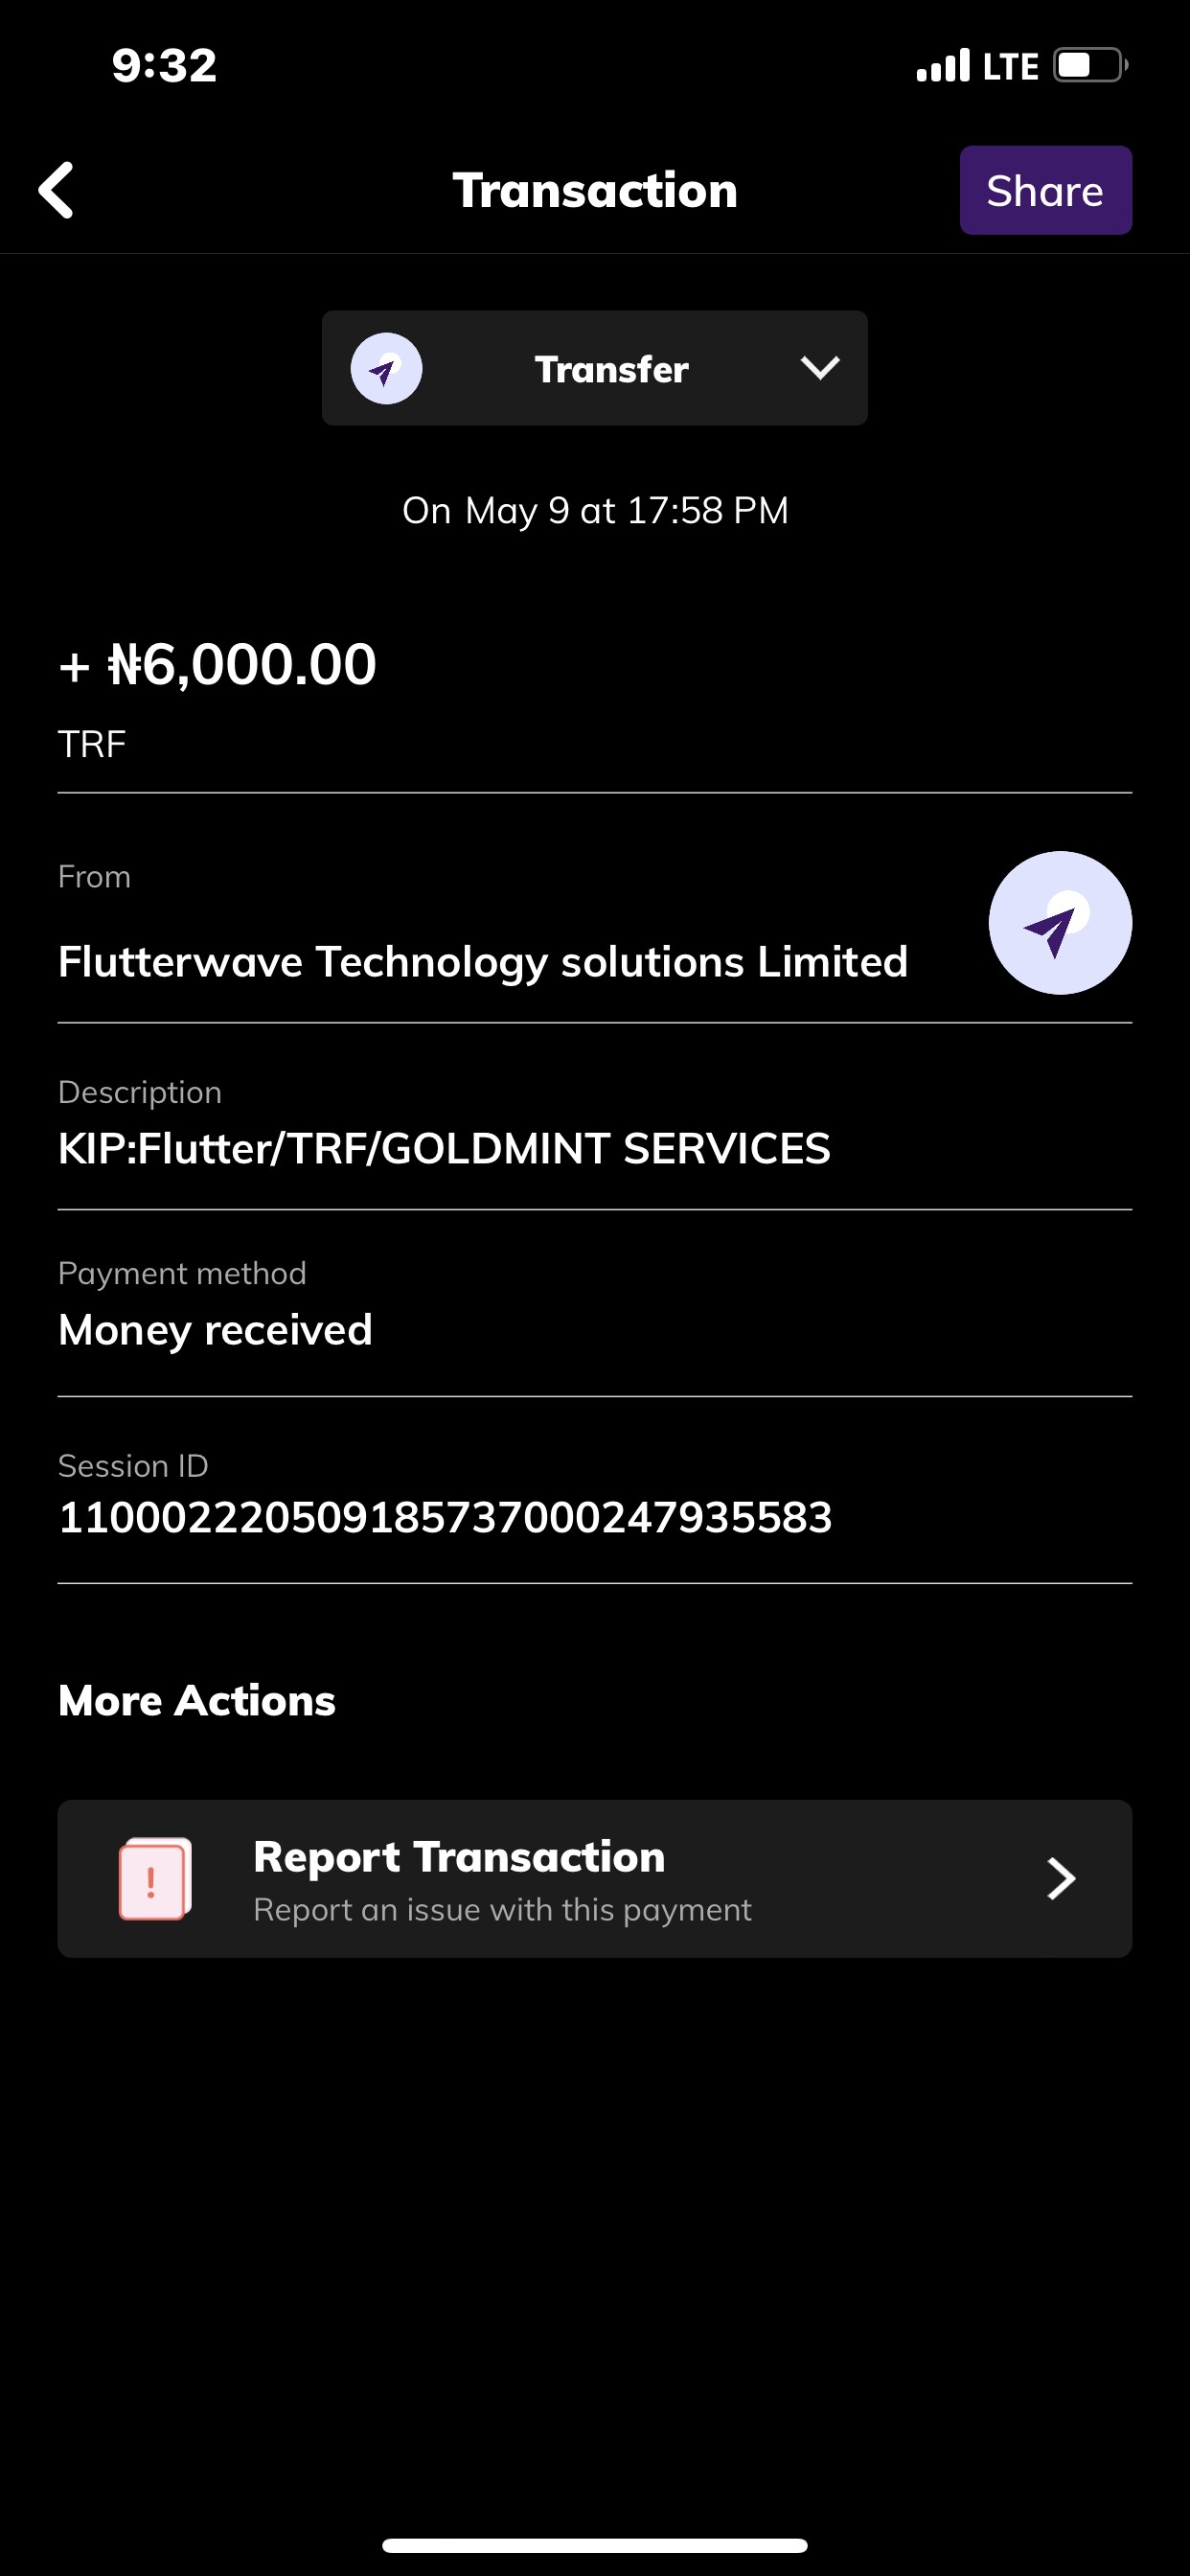 9:32
LTE
Transaction
Share
Transfer
On May 9 at 17:58 PM
+ ₦6,000.00
TRF
From
Flutterwave Technology solutions Limited
Description
KIP:Flutter/TRF/GOLDMINT SERVICES
Payment method
Money received
Session ID
110002220509185737000247935583
More Actions
!
Report Transaction
Report an issue with this payment